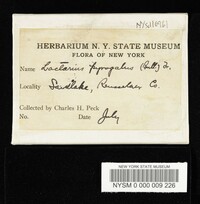 NYSM1961
HERBARIUM N. Y. STATE MUSEUM
FLORA OF NEW YORK
Name Lactarius pyrogalus (Bull) Fr.
Locality Sandlake, Rensselaer Co.
Collected by Charles H. Peck
No. Date July
NEW YORK STATE MUSEUM
NYSM 0 000 009 226